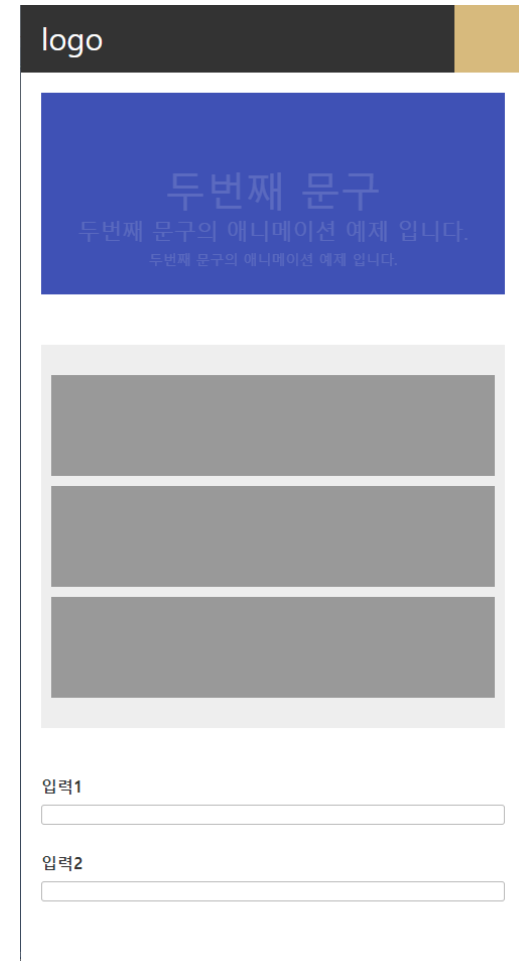 logo
두번째 문구
두번째 문구의 애니메이션 예제 입니다.
두번째 문구의 애니메이션 예제 입니다.
입력1
입력2